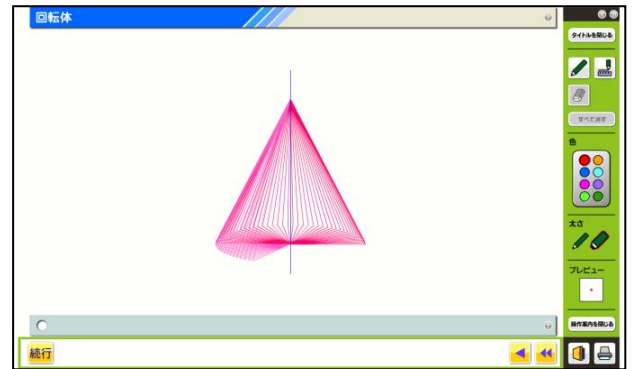 回転体
タイトルを閉じる
すべて消す
色
太さ
プレビュー
操作案内を閉じる
続行